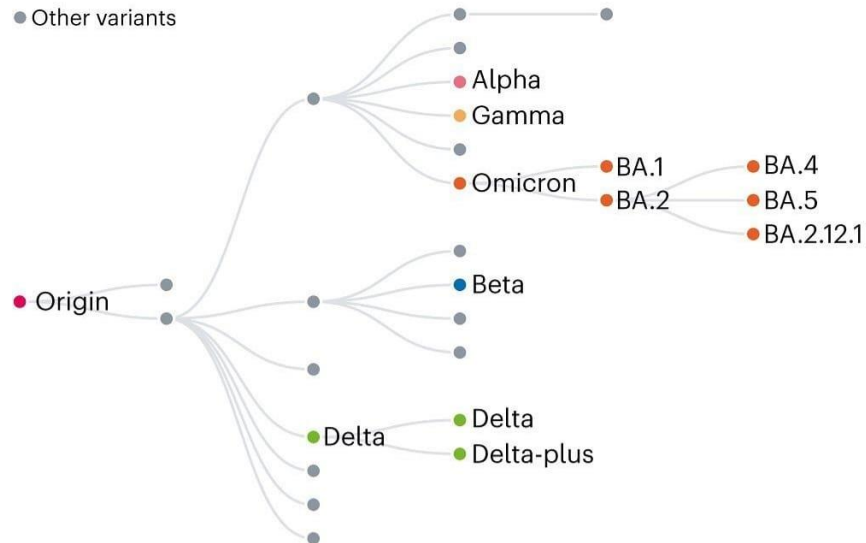 Other variants
Alpha
Gamma
Omicron
BA.1
BA.2
BA.4
BA.5
BA.2.12.1
Origin
Beta
Delta
Delta
Delta-plus